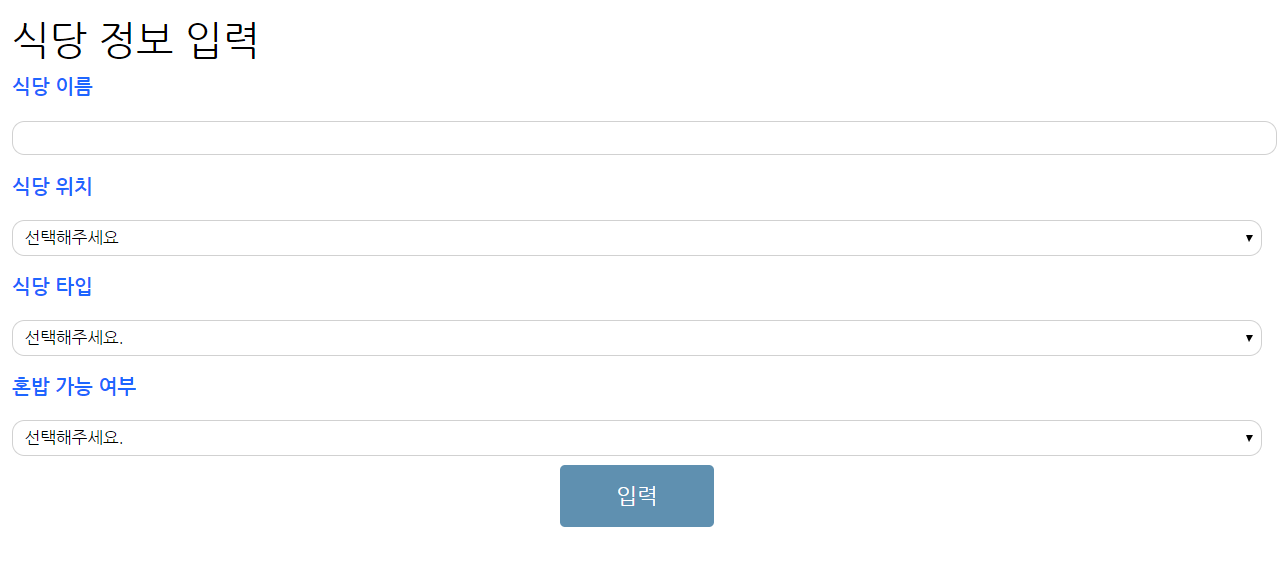 식당 정보 입력
식당 이름
식당 위치
선택해주세요
식당 타입
선택해주세요.
혼밥 가능 여부
선택해주세요.
입력